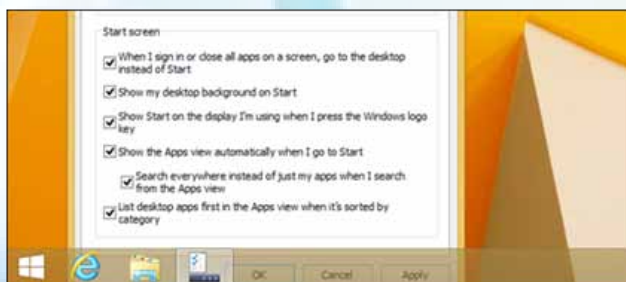 Start screen
When I sign in or close all apps on a screen, go to the desktop
instead of Start
Show my desktop background on Start
Show Start on the display I'm using when I press the Windows logo
key
Show the Apps view automatically when I go to Start
Search everywhere instead of just my apps when I search
from the Apps view
List desktop apps first in the Apps view when it's sorted by
category
OK Cancel Apply